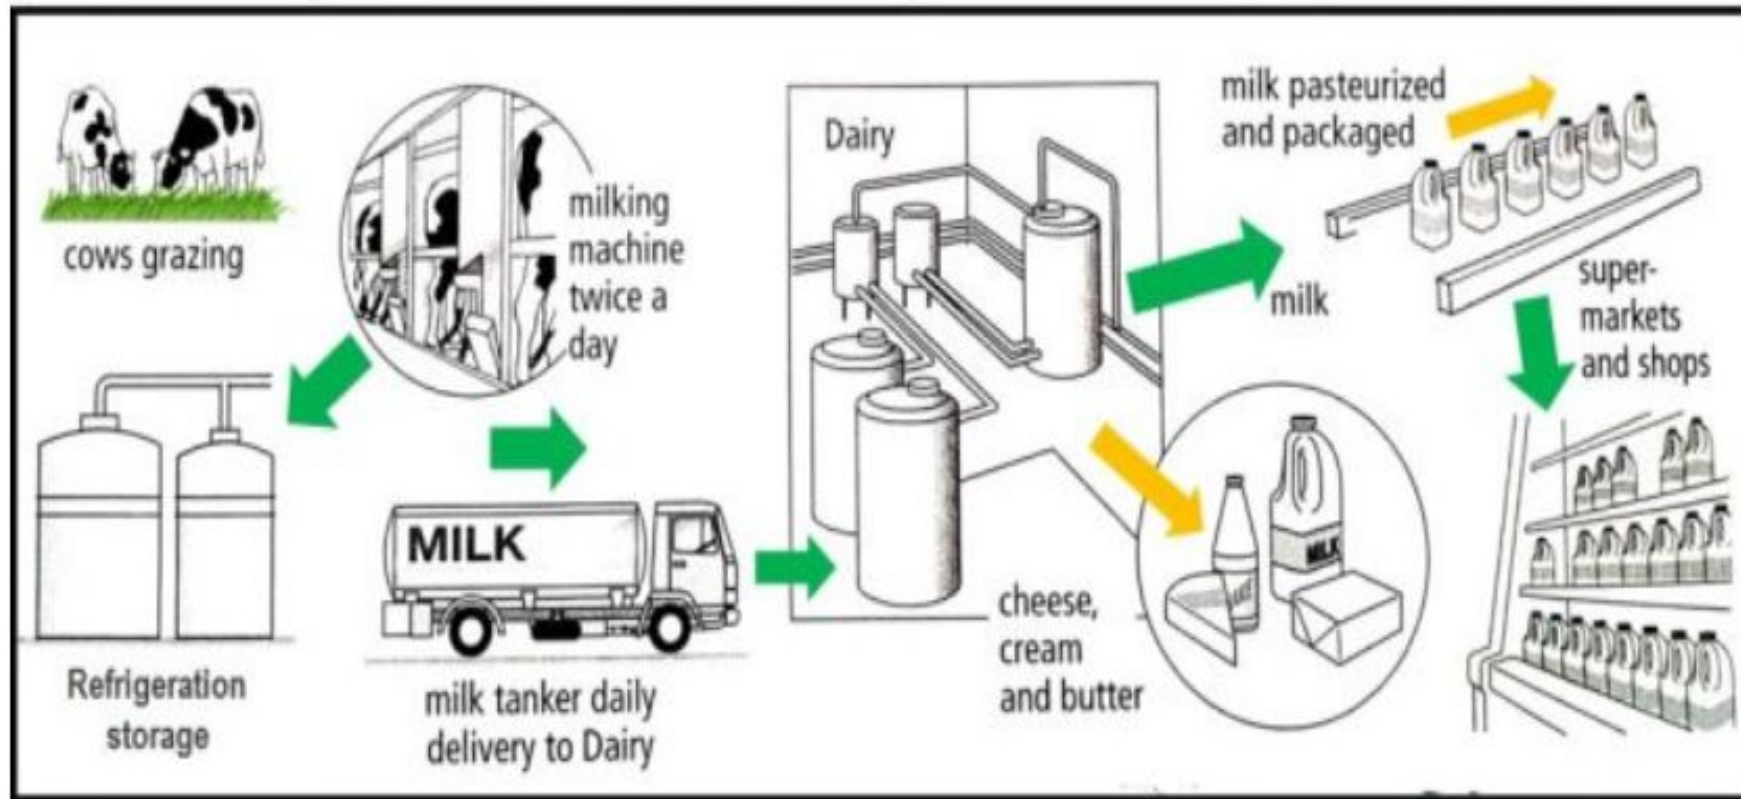 cows grazing
milking
machine
twice a
day
Refrigeration
storage
MILK
milk tanker daily
delivery to Dairy
Dairy
milk
milk pasteurized
and packaged
cheese,
cream
and butter
MILK
super-
markets
and shops